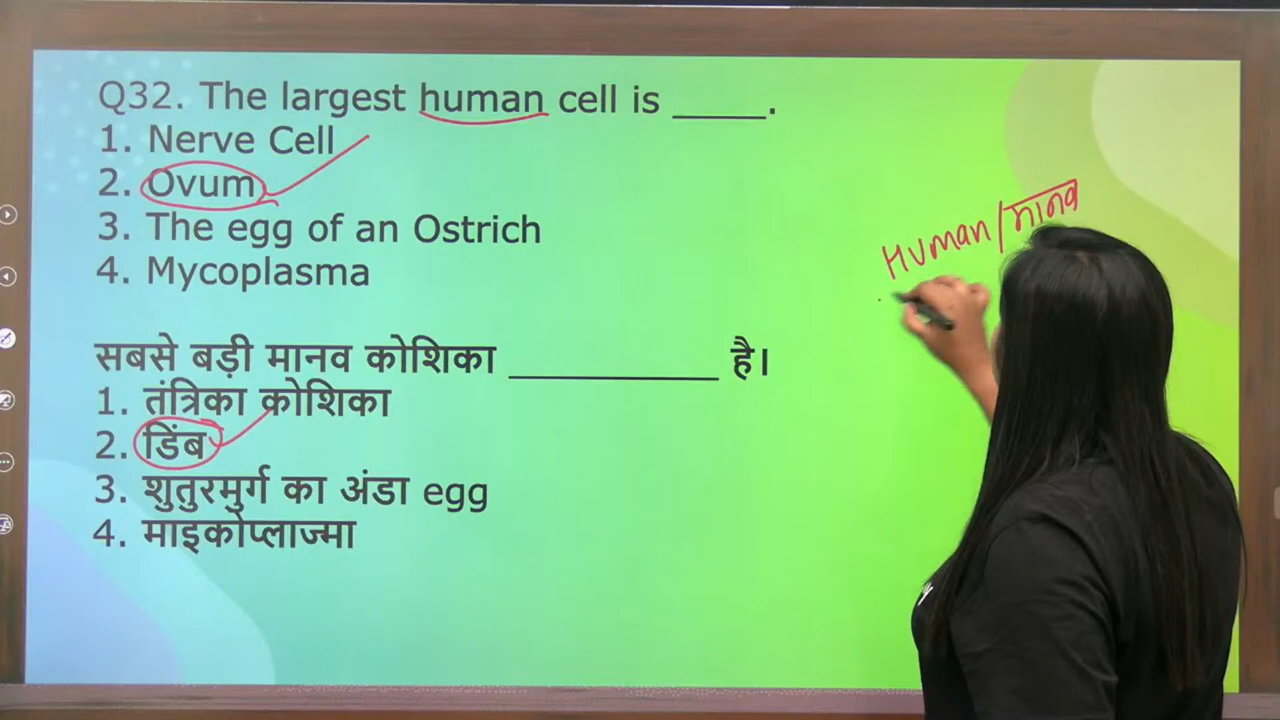 Q32. The largest human cell is _____.
1. Nerve Cell
2. Ovum
3. The egg of an Ostrich
4. Mycoplasma
Human/मानव
सबसे बड़ी मानव कोशिका __________ है।
1. तंत्रिका कोशिका
2. डिंब
3. शुतुरमुर्ग का अंडा egg
4. माइकोप्लाज्मा